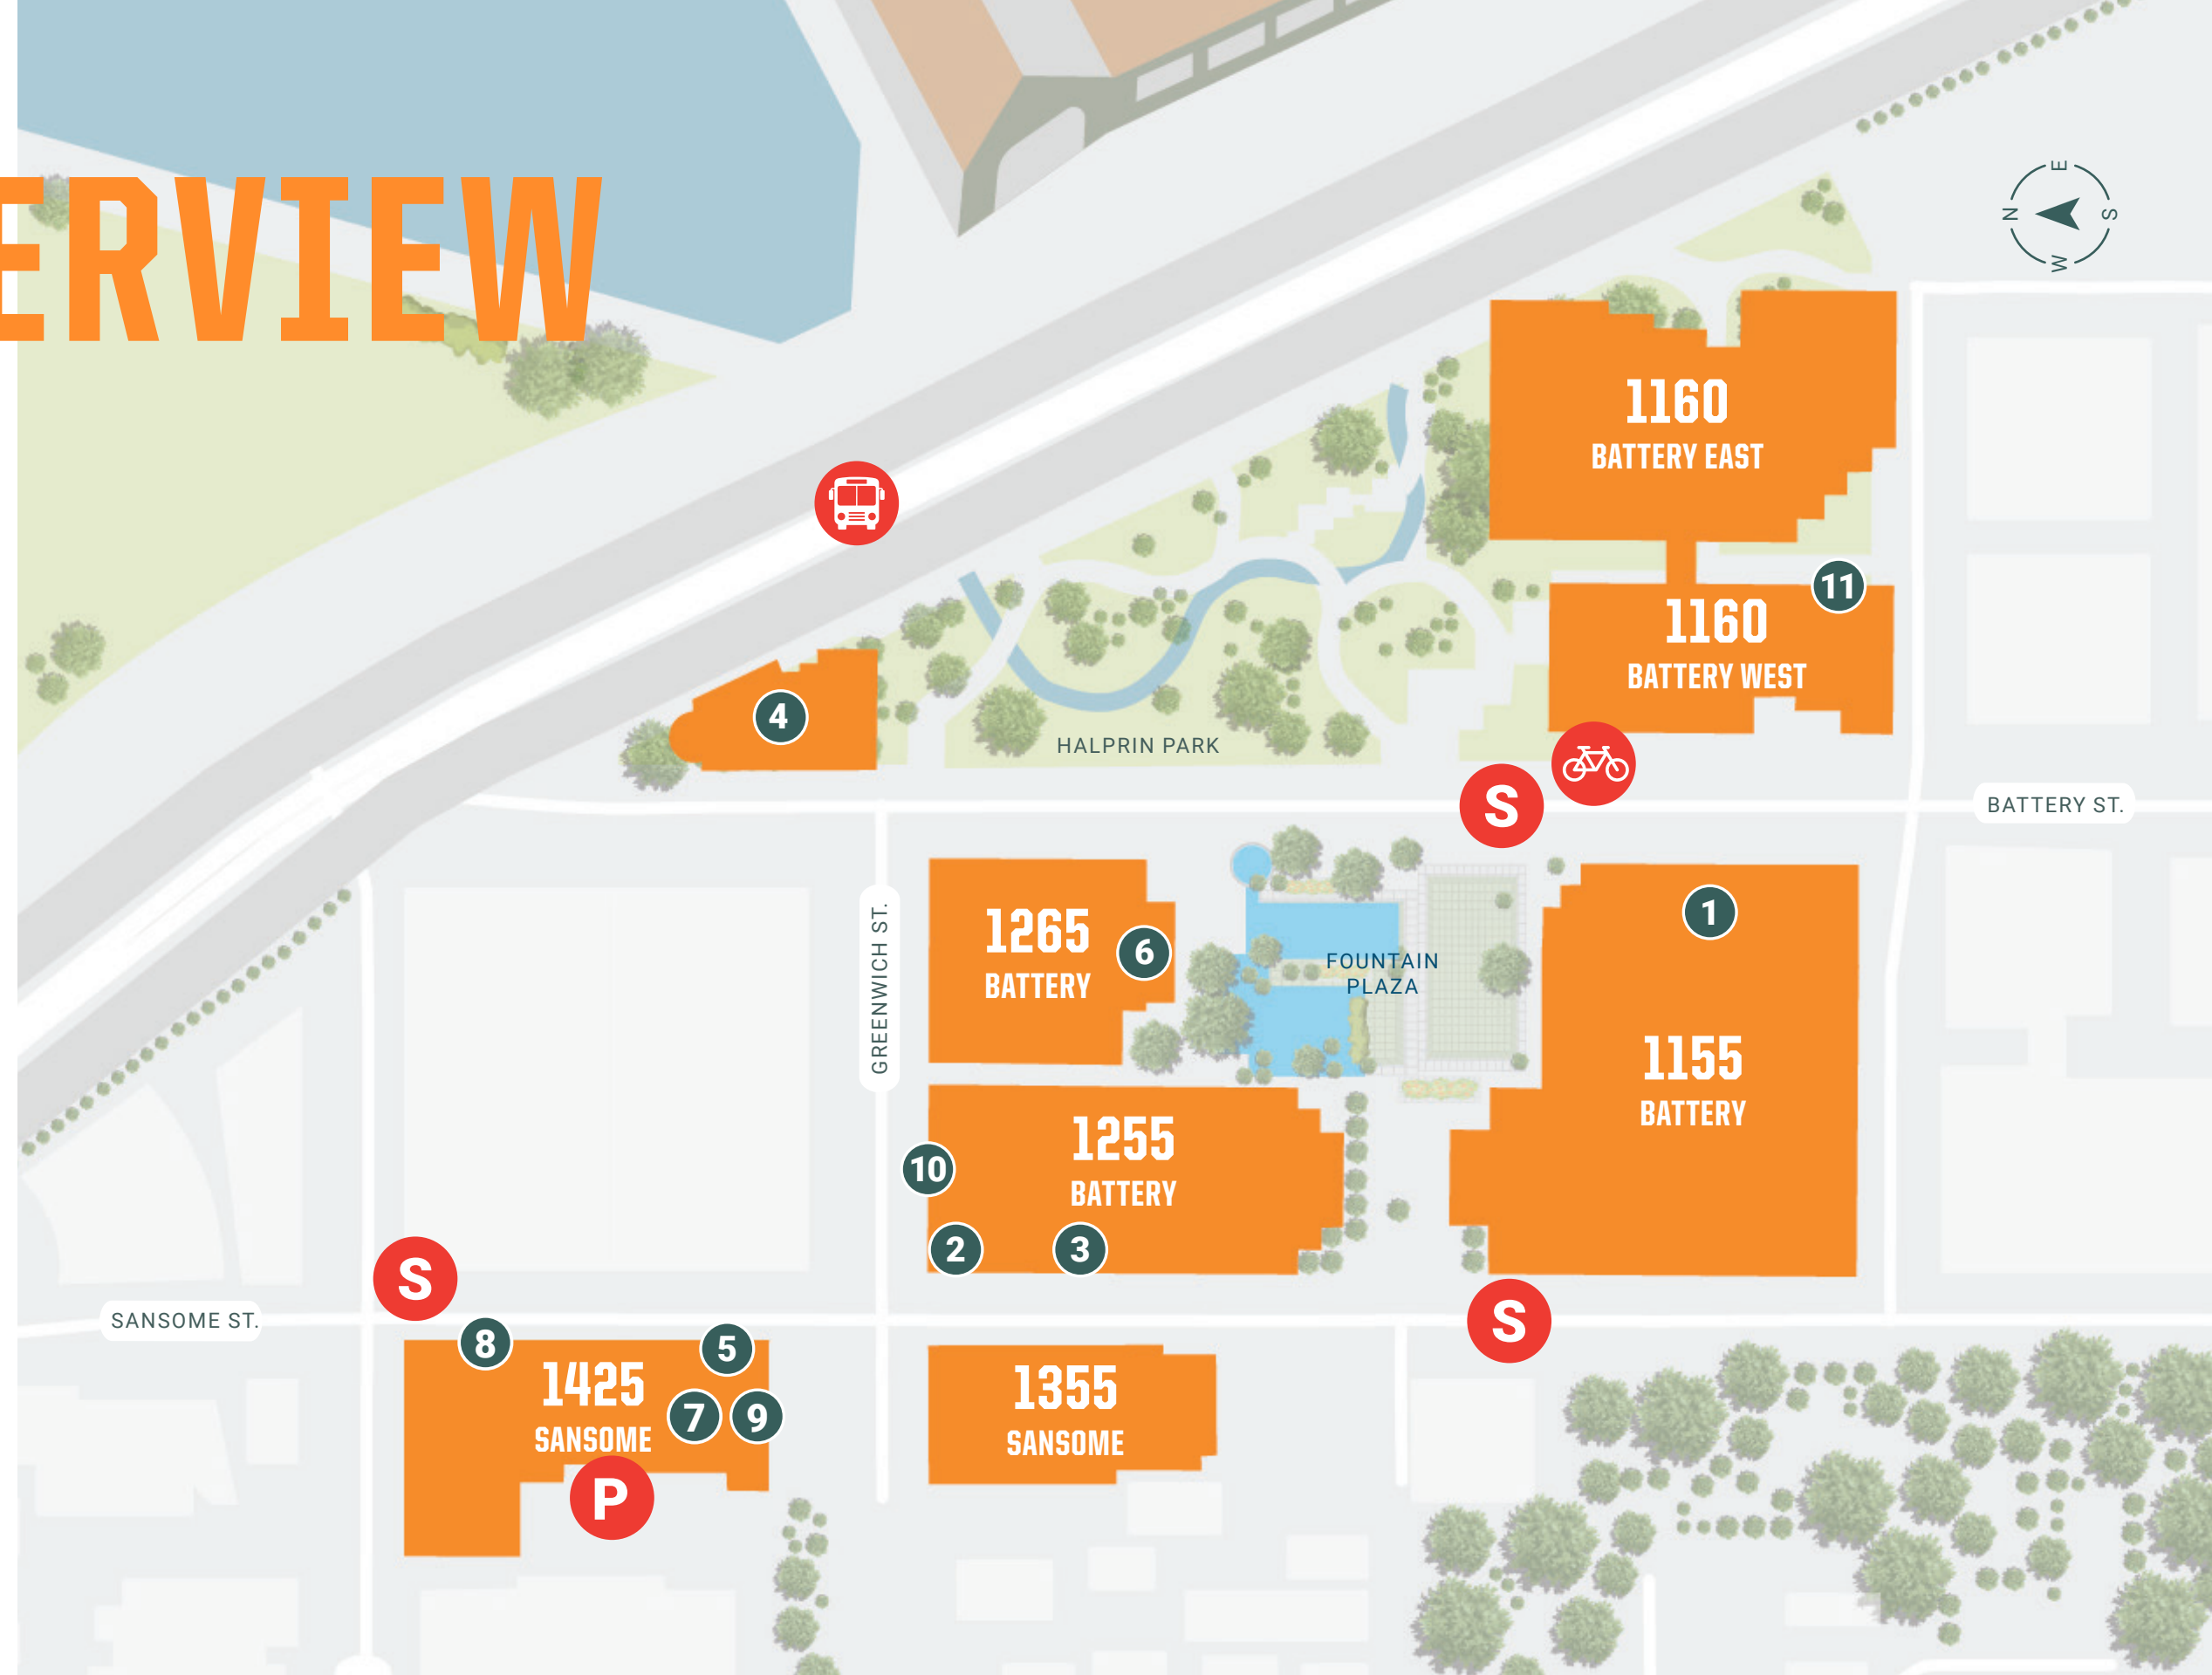 ERVIEW
E
N
S
W
1160
BATTERY EAST
11
1160
BATTERY WEST
4
HALPRIN PARK
S
BATTERY ST.
1265
BATTERY
6
GREENWICH ST.
FOUNTAIN
PLAZA
1
1155
BATTERY
1255
BATTERY
10
2
3
S
SANSOME ST.
S
8
5
1425
SANSOME
7
9
P
1355
SANSOME